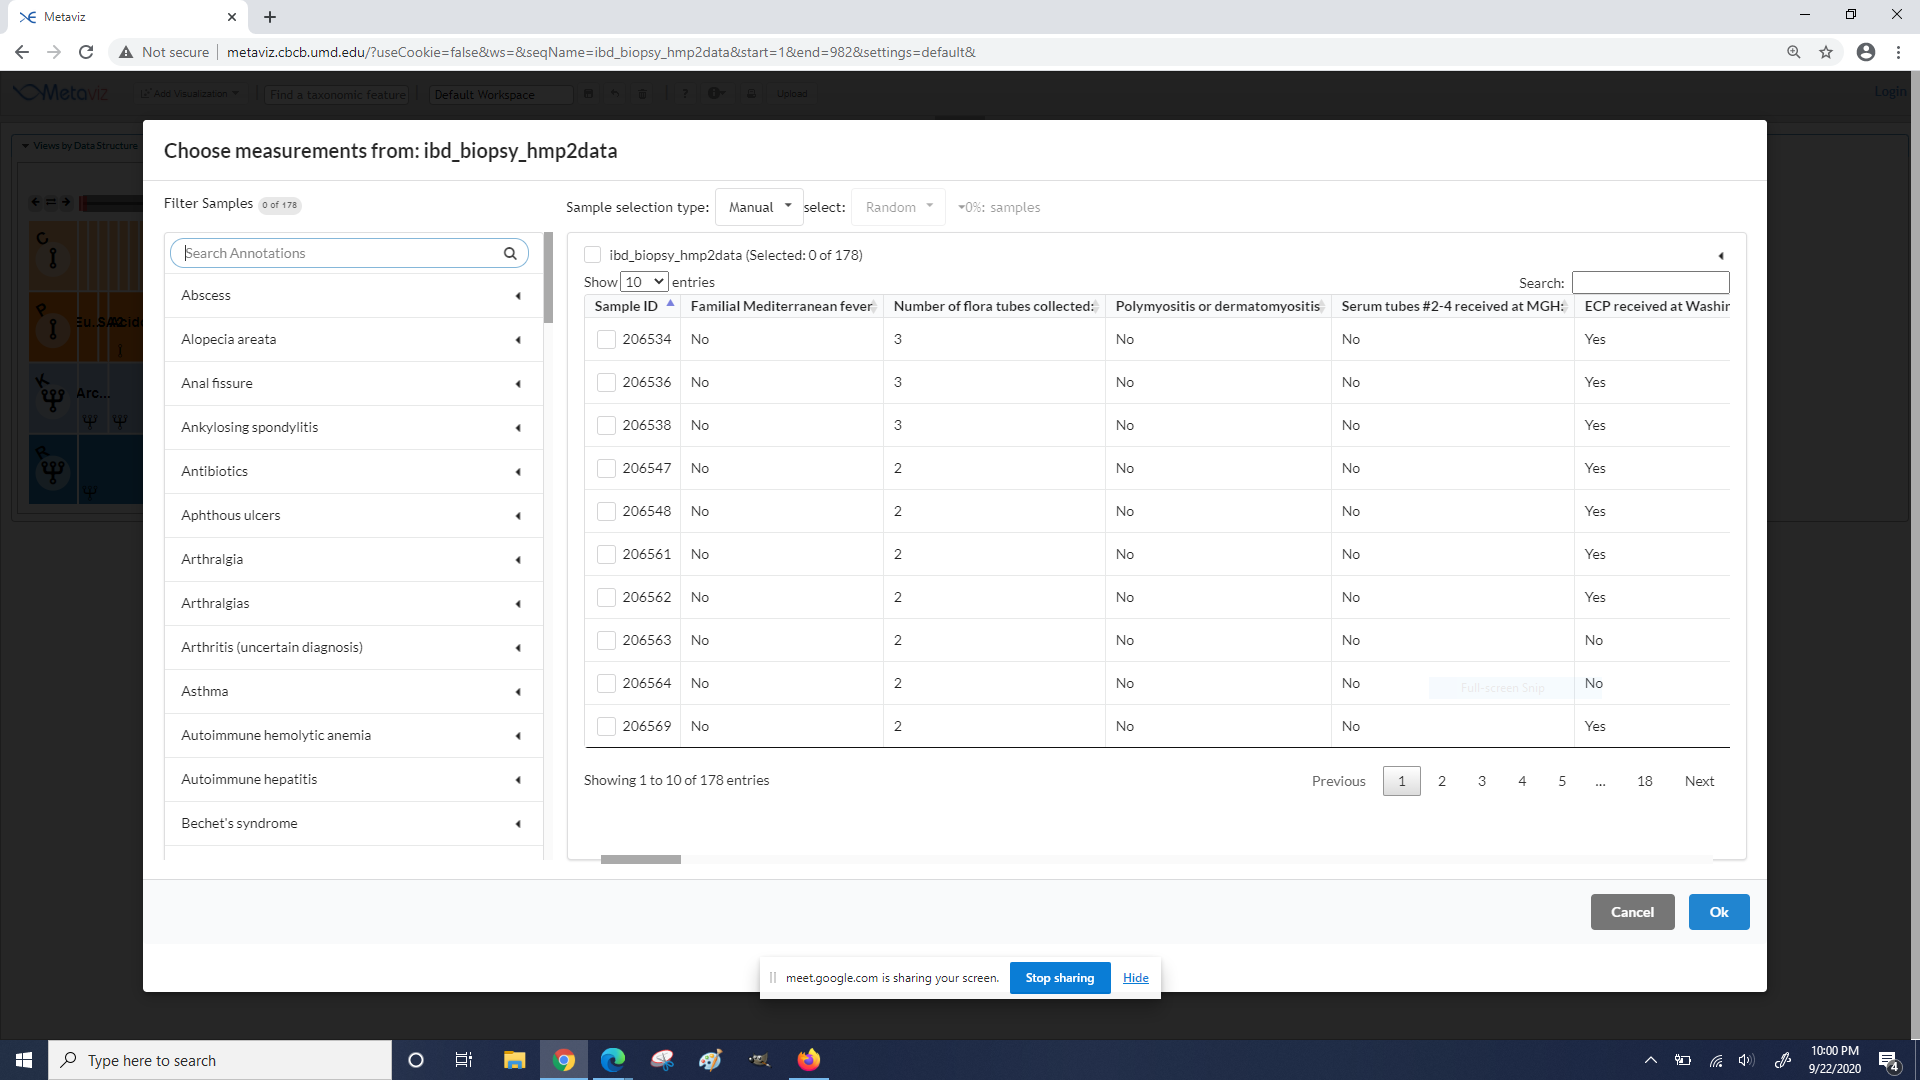 Metaviz
Not secure
metaviz.cbcb.umd.edu/?useCookie=false&ws=&seqName=ibd_biopsy_hmp2data&start=1&end=982&settings=default&
Metaviz
Add Visualization
Find a taxonomic feature
Default Workspace
?
Upload
Login
Views by Data Structure
C
P
Eu...
K
Arc...
R
Choose measurements from: ibd_biopsy_hmp2data
Filter Samples 0 of 178
Sample selection type: Manual select: Random 0%: samples
Search Annotations
Abscess
Alopecia areata
Anal fissure
Ankylosing spondylitis
Antibiotics
Aphthous ulcers
Arthralgia
Arthralgias
Arthritis (uncertain diagnosis)
Asthma
Autoimmune hemolytic anemia
Autoimmune hepatitis
Bechet's syndrome
ibd_biopsy_hmp2data (Selected: 0 of 178)
Show 10 entries
Search:
Sample ID Familial Mediterranean fever Number of flora tubes collected: Polymyositis or dermatomyositis Serum tubes #2-4 received at MGH: ECP received at Washir
206534 No 3 No No Yes
206536 No 3 No No Yes
206538 No 3 No No Yes
206547 No 2 No No Yes
206548 No 2 No No Yes
206561 No 2 No No Yes
206562 No 2 No No Yes
206563 No 2 No No No
206564 No 2 No No No
Full-screen Snip
206569 No 2 No No Yes
Showing 1 to 10 of 178 entries
Previous 1 2 3 4 5 ... 18 Next
Cancel
Ok
meet.google.com is sharing your screen.
Stop sharing
Hide
Type here to search
10:00 PM
9/22/2020
4